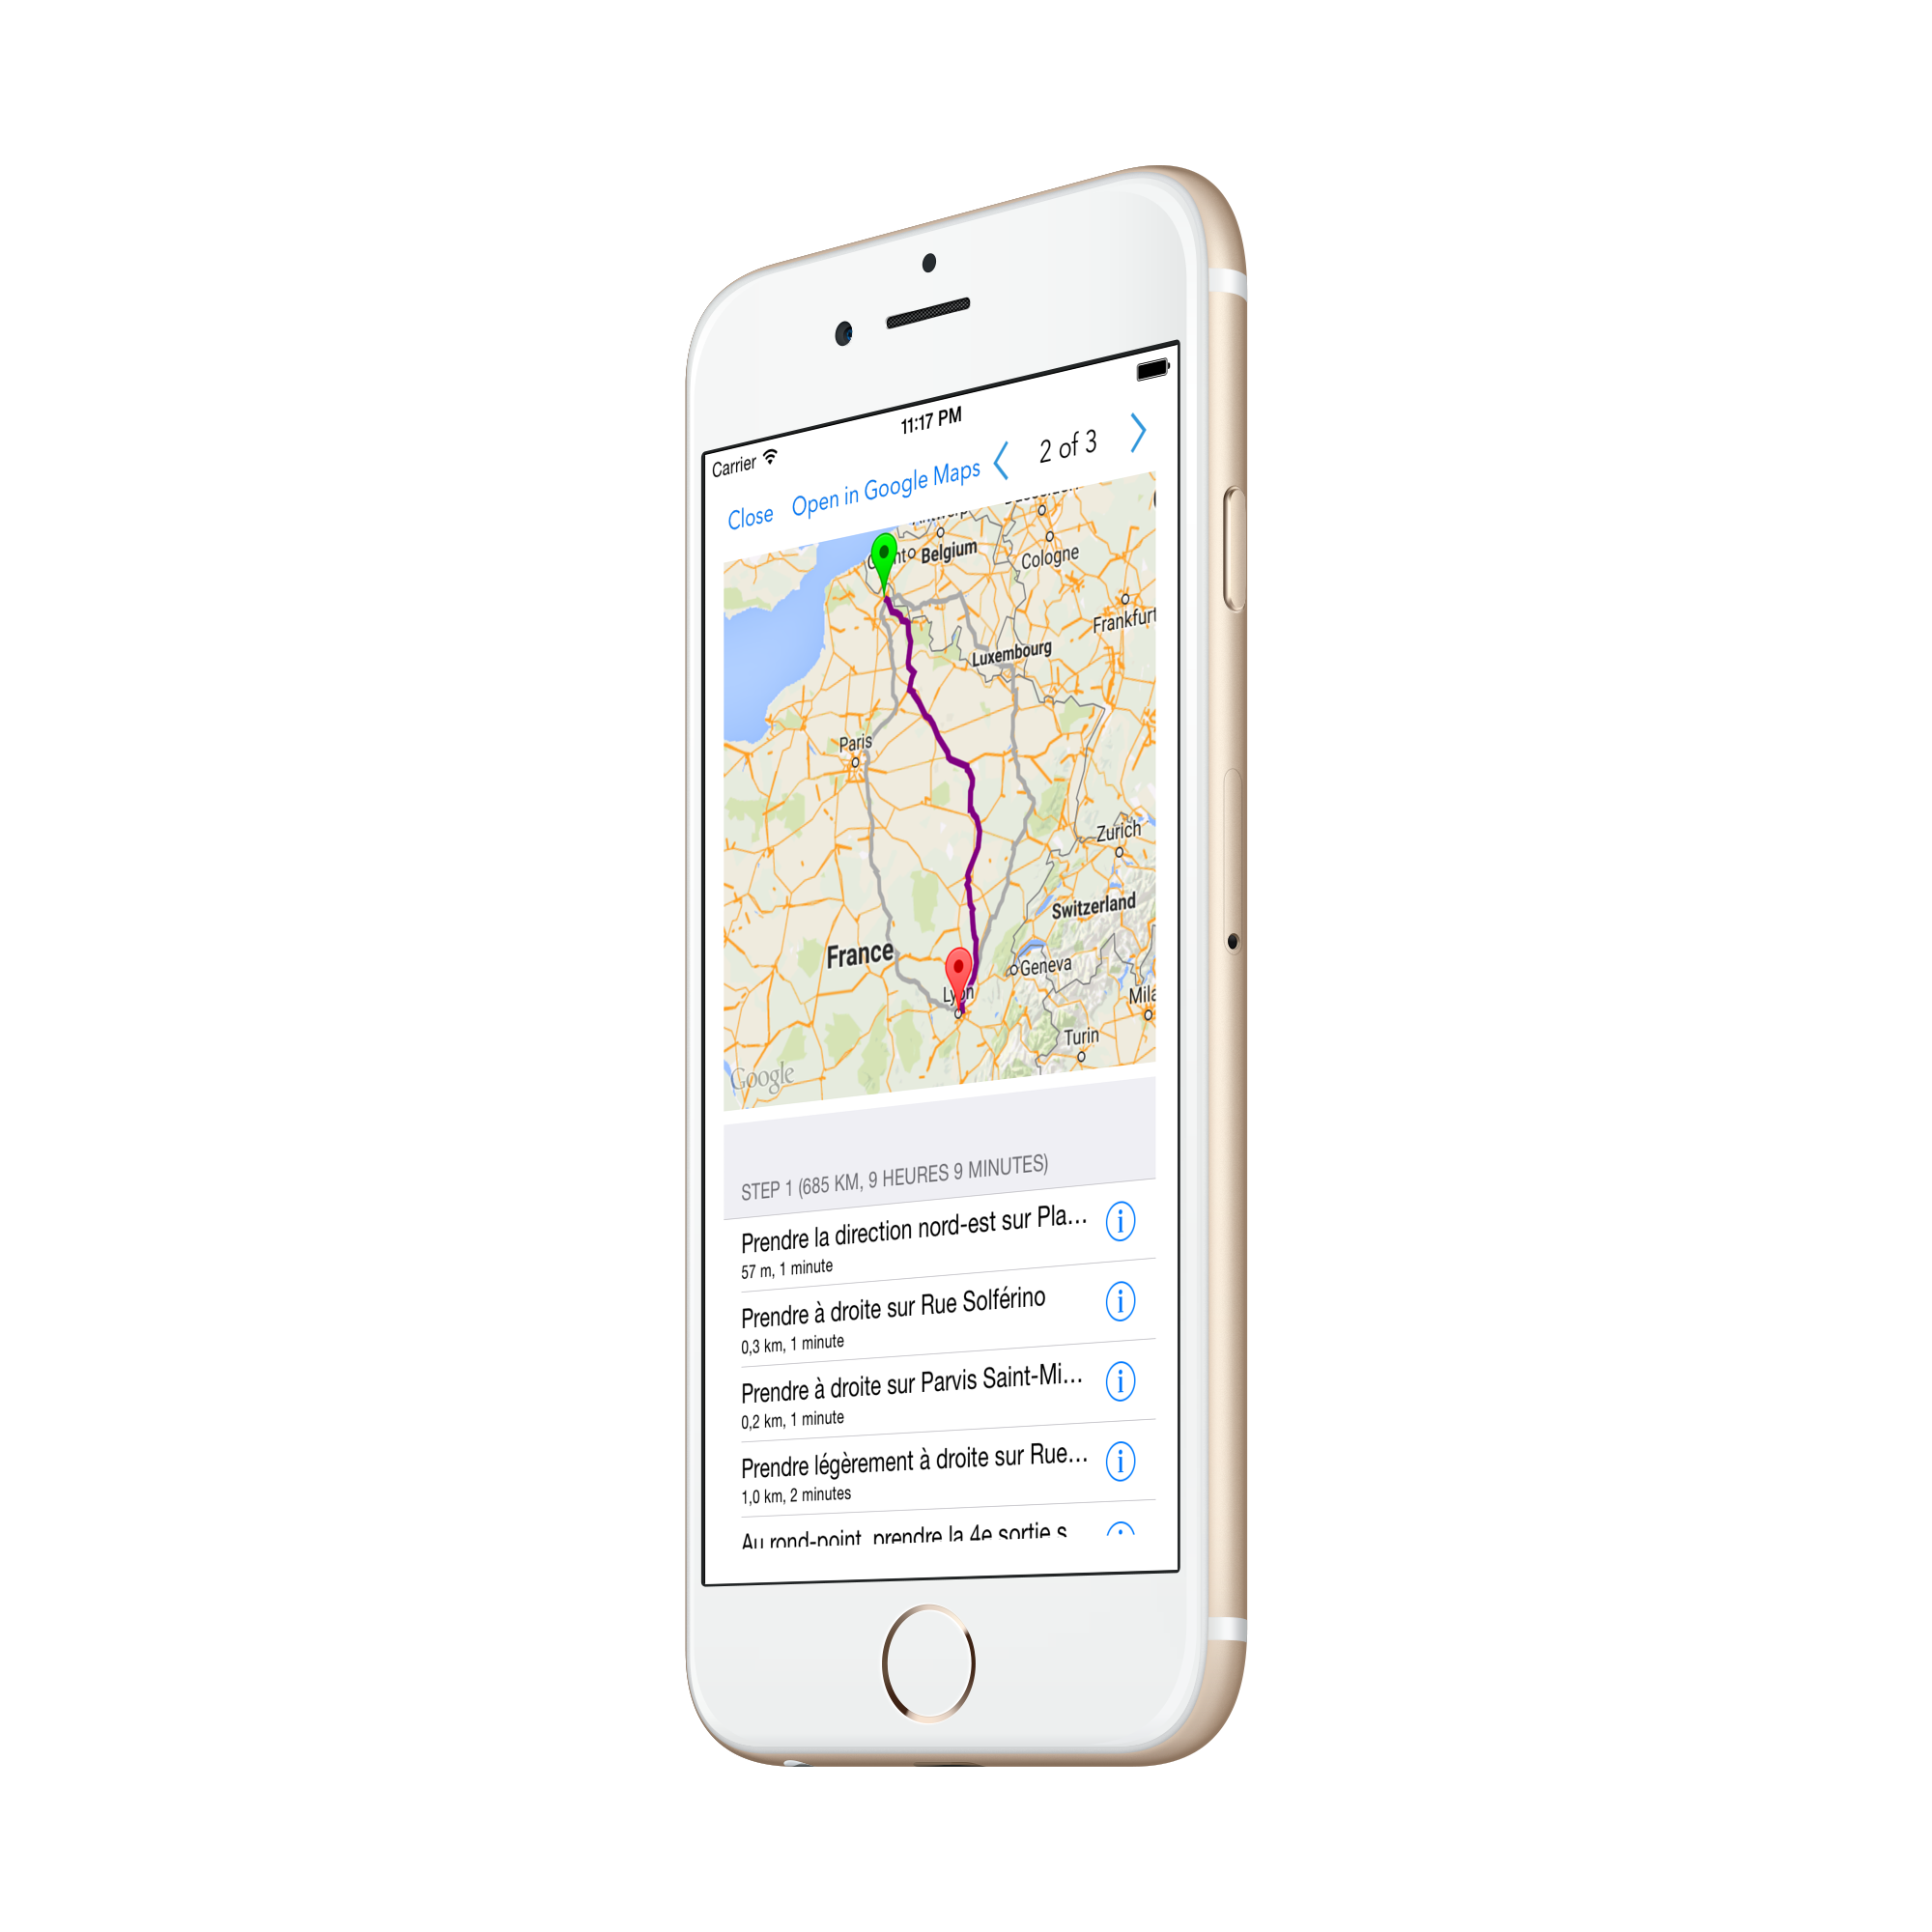 Carrier
11:17 PM
Close
Open in Google Maps
2 of 3
Belgium
Cologne
Frankfurt
Luxembourg
Paris
Zurich
Switzerland
France
Geneva
Lyon
Mila
Turin
Google
STEP 1 (685 KM, 9 HEURES 9 MINUTES)
Prendre la direction nord-est sur Pla...
57 m, 1 minute
Prendre à droite sur Rue Solférino
0,3 km, 1 minute
Prendre à droite sur Parvis Saint-Mi...
0,2 km, 1 minute
Prendre légèrement à droite sur Rue...
1,0 km, 2 minutes
Au rond-point, prendre la 4e sortie s